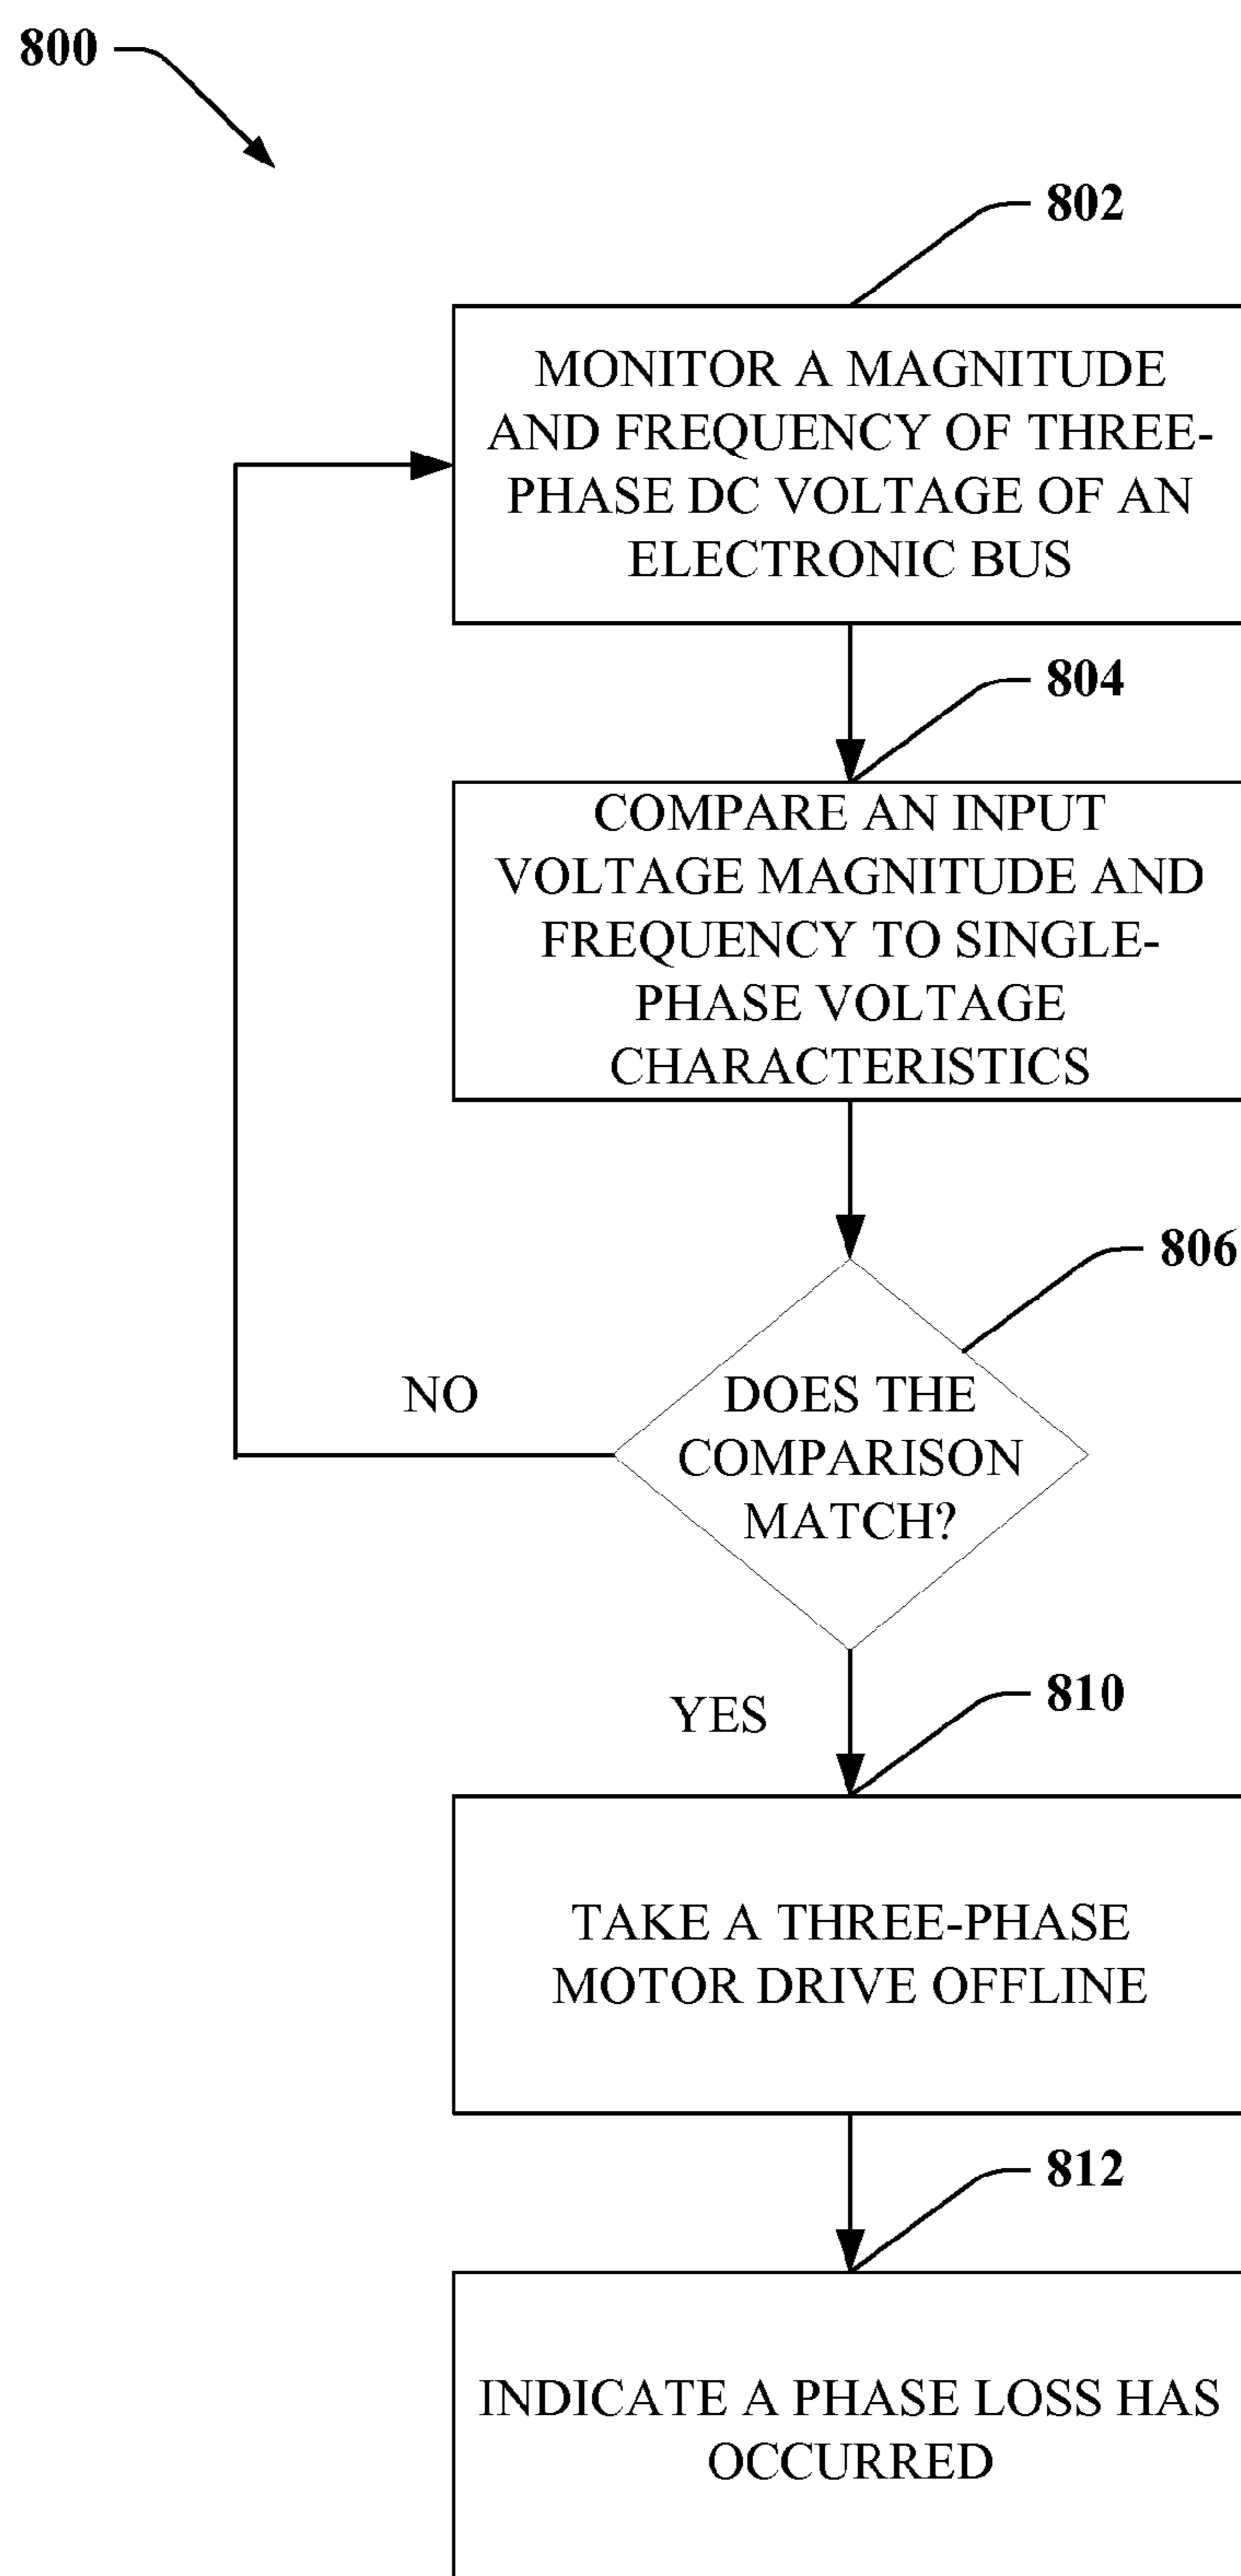 800
802
MONITOR A MAGNITUDE
AND FREQUENCY OF THREE-
PHASE DC VOLTAGE OF AN
ELECTRONIC BUS
804
COMPARE AN INPUT
VOLTAGE MAGNITUDE AND
FREQUENCY TO SINGLE-
PHASE VOLTAGE
CHARACTERISTICS
806
NO
DOES THE
COMPARISON
MATCH?
YES
810
TAKE A THREE-PHASE
MOTOR DRIVE OFFLINE
812
INDICATE A PHASE LOSS HAS
OCCURRED